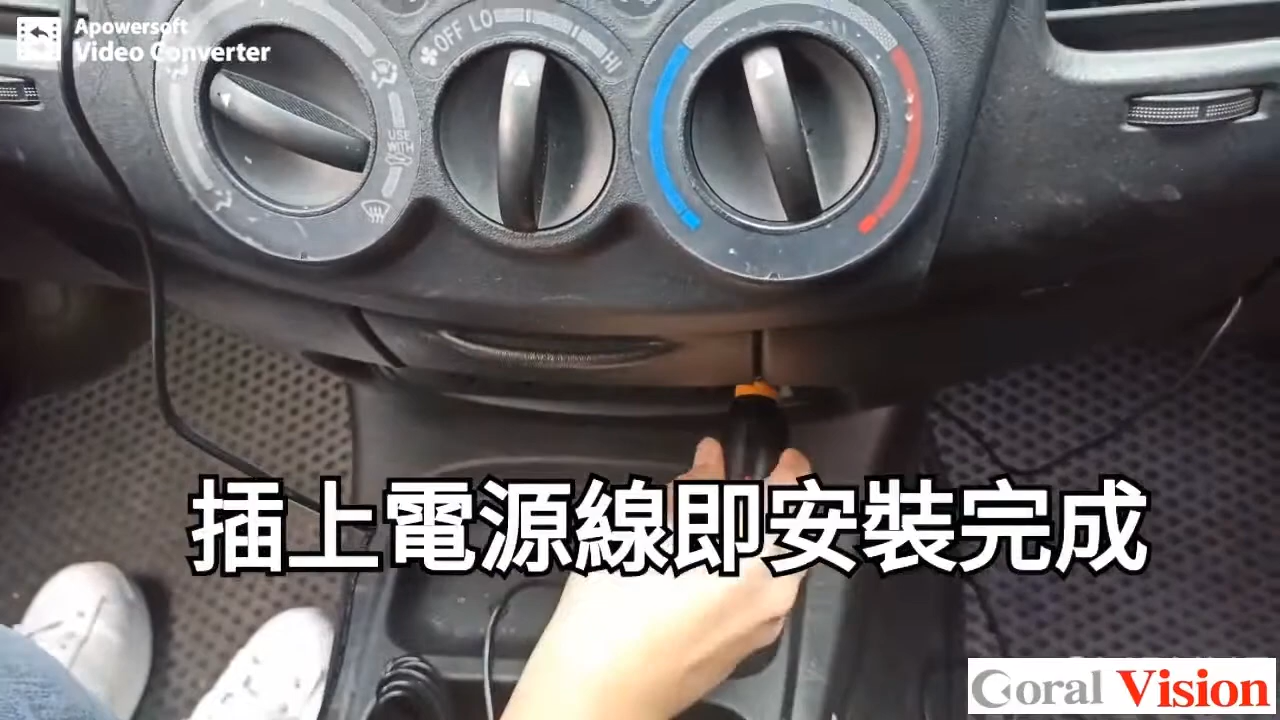 Apowersoft
Video Converter
OFF LO
HI
USE
WITH
插上電源線即安裝完成
Coral Vision